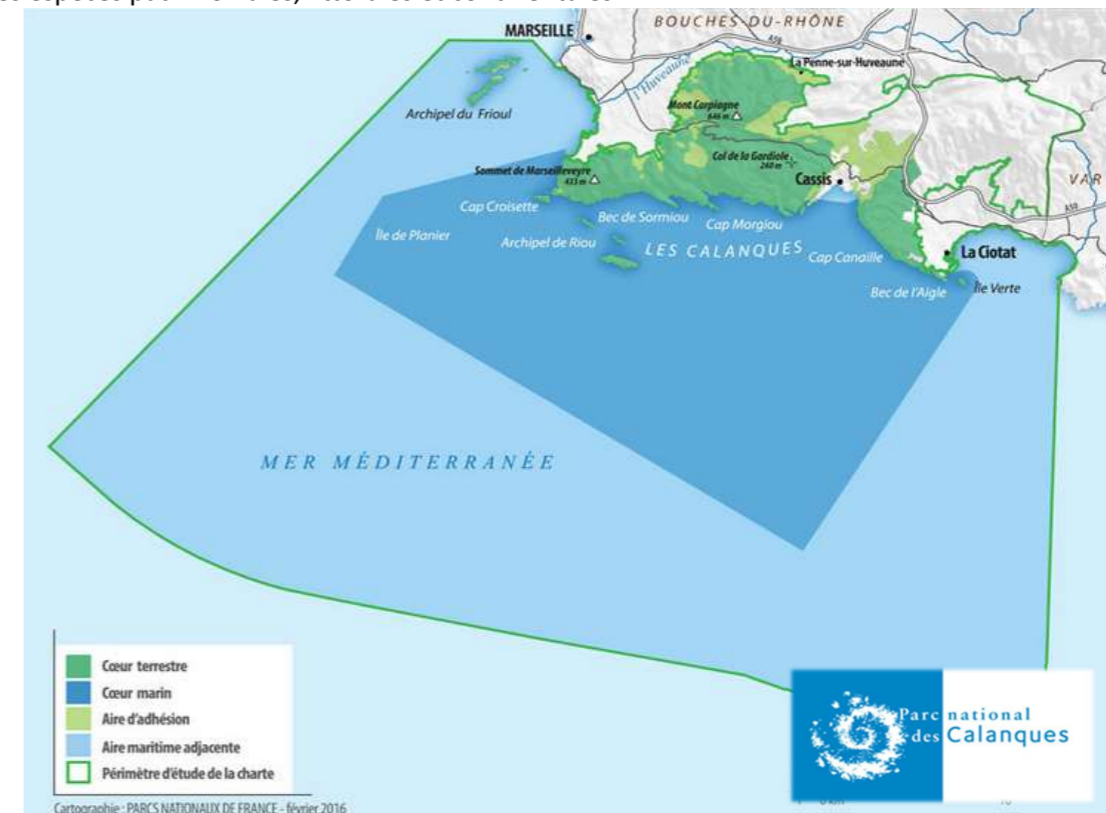 BOUCHES-DU-RHÔNE
MARSEILLE
A50
La Penne-sur-Huveaune
l'Huveaune
Mont Carpiagne
646 m
Archipel du Frioul
Col de la Gardiole
260 m
Sommet de Marseilleveyre
433 m
Cassis
VAR
A50
Cap Croisette
Bec de Sormiou
Cap Morgiou
Île de Planier
Archipel de Riou
LES CALANQUES
Cap Canaille
La Ciotat
Bec de l'Aigle
Île Verte
MER MÉDITERRANÉE
Cœur terrestre
Cœur marin
Aire d'adhésion
Aire maritime adjacente
Périmètre d'étude de la charte
Parc national
des Calanques
Cartographie : PARCS NATIONAUX DE FRANCE - février 2016